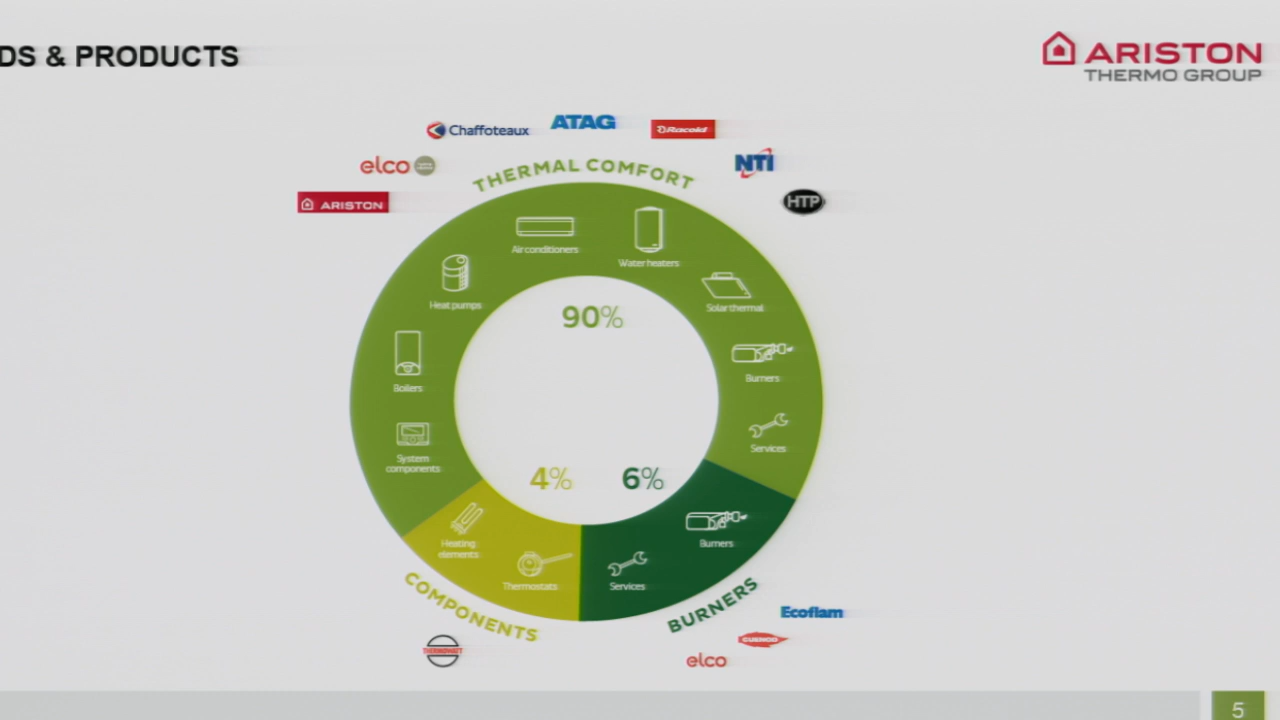 DS & PRODUCTS
ARISTON
THERMO GROUP
ATAG
Chaffoteaux
Racold
elco
NTI
ARISTON
HTP
THERMAL COMFORT
Air conditioners
Water heaters
Heat pumps
Solar thermal
90%
Burners
Boilers
Services
System
components
4%
6%
Heating
elements
Burners
Thermostats
Services
COMPONENTS
BURNERS
Ecoflam
CUENOD
THERMOWATT
elco
5